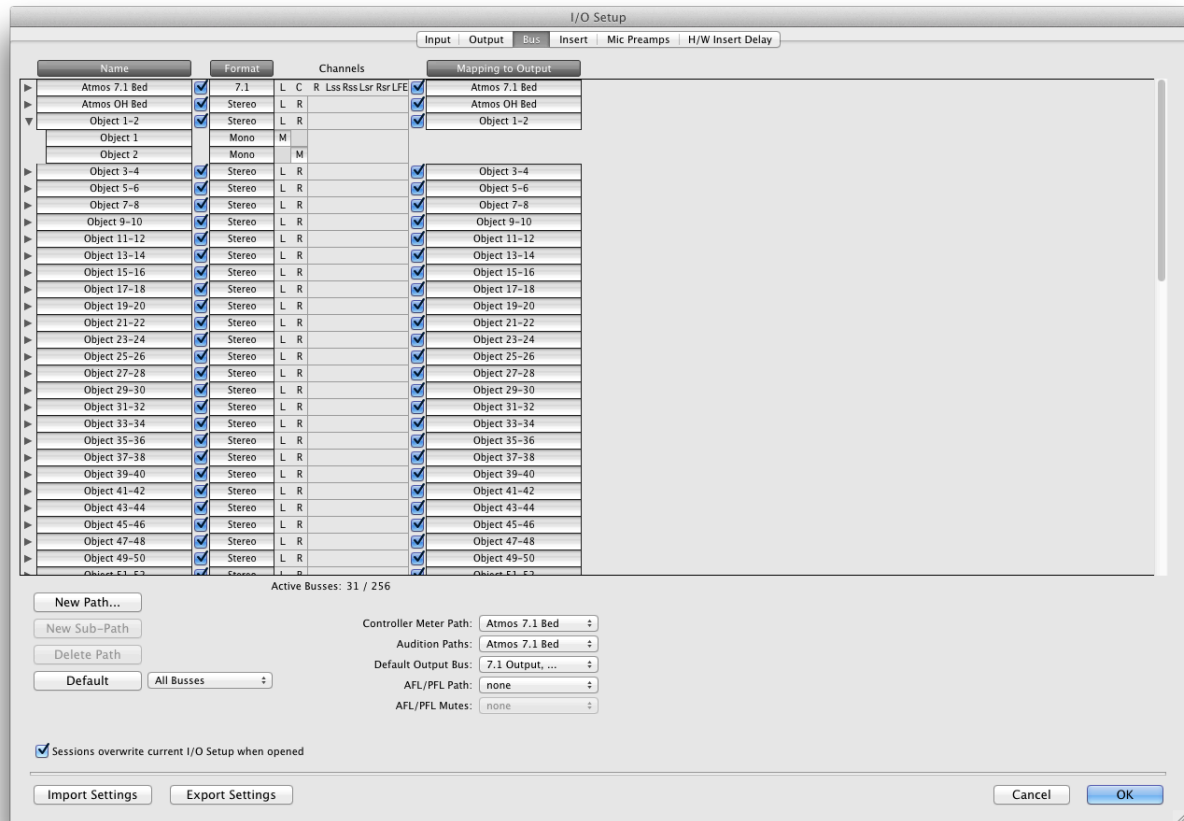 I/O Setup
Input Output Bus Insert Mic Preamps H/W Insert Delay
Name Format Channels Mapping to Output
Atmos 7.1 Bed 7.1 L C R Lss Rss Lsr Rsr LFE Atmos 7.1 Bed
Atmos OH Bed Stereo L R Atmos OH Bed
Object 1-2 Stereo L R Object 1-2
Object 1 Mono M
Object 2 Mono M
Object 3-4 Stereo L R Object 3-4
Object 5-6 Stereo L R Object 5-6
Object 7-8 Stereo L R Object 7-8
Object 9-10 Stereo L R Object 9-10
Object 11-12 Stereo L R Object 11-12
Object 13-14 Stereo L R Object 13-14
Object 15-16 Stereo L R Object 15-16
Object 17-18 Stereo L R Object 17-18
Object 19-20 Stereo L R Object 19-20
Object 21-22 Stereo L R Object 21-22
Object 23-24 Stereo L R Object 23-24
Object 25-26 Stereo L R Object 25-26
Object 27-28 Stereo L R Object 27-28
Object 29-30 Stereo L R Object 29-30
Object 31-32 Stereo L R Object 31-32
Object 33-34 Stereo L R Object 33-34
Object 35-36 Stereo L R Object 35-36
Object 37-38 Stereo L R Object 37-38
Object 39-40 Stereo L R Object 39-40
Object 41-42 Stereo L R Object 41-42
Object 43-44 Stereo L R Object 43-44
Object 45-46 Stereo L R Object 45-46
Object 47-48 Stereo L R Object 47-48
Object 49-50 Stereo L R Object 49-50
Object 51-52 Stereo L R Object 51-52
Active Busses: 31 / 256
New Path...
New Sub-Path
Delete Path
Default All Busses
Controller Meter Path: Atmos 7.1 Bed
Audition Paths: Atmos 7.1 Bed
Default Output Bus: 7.1 Output, ...
AFL/PFL Path: none
AFL/PFL Mutes: none
Sessions overwrite current I/O Setup when opened
Import Settings Export Settings Cancel OK